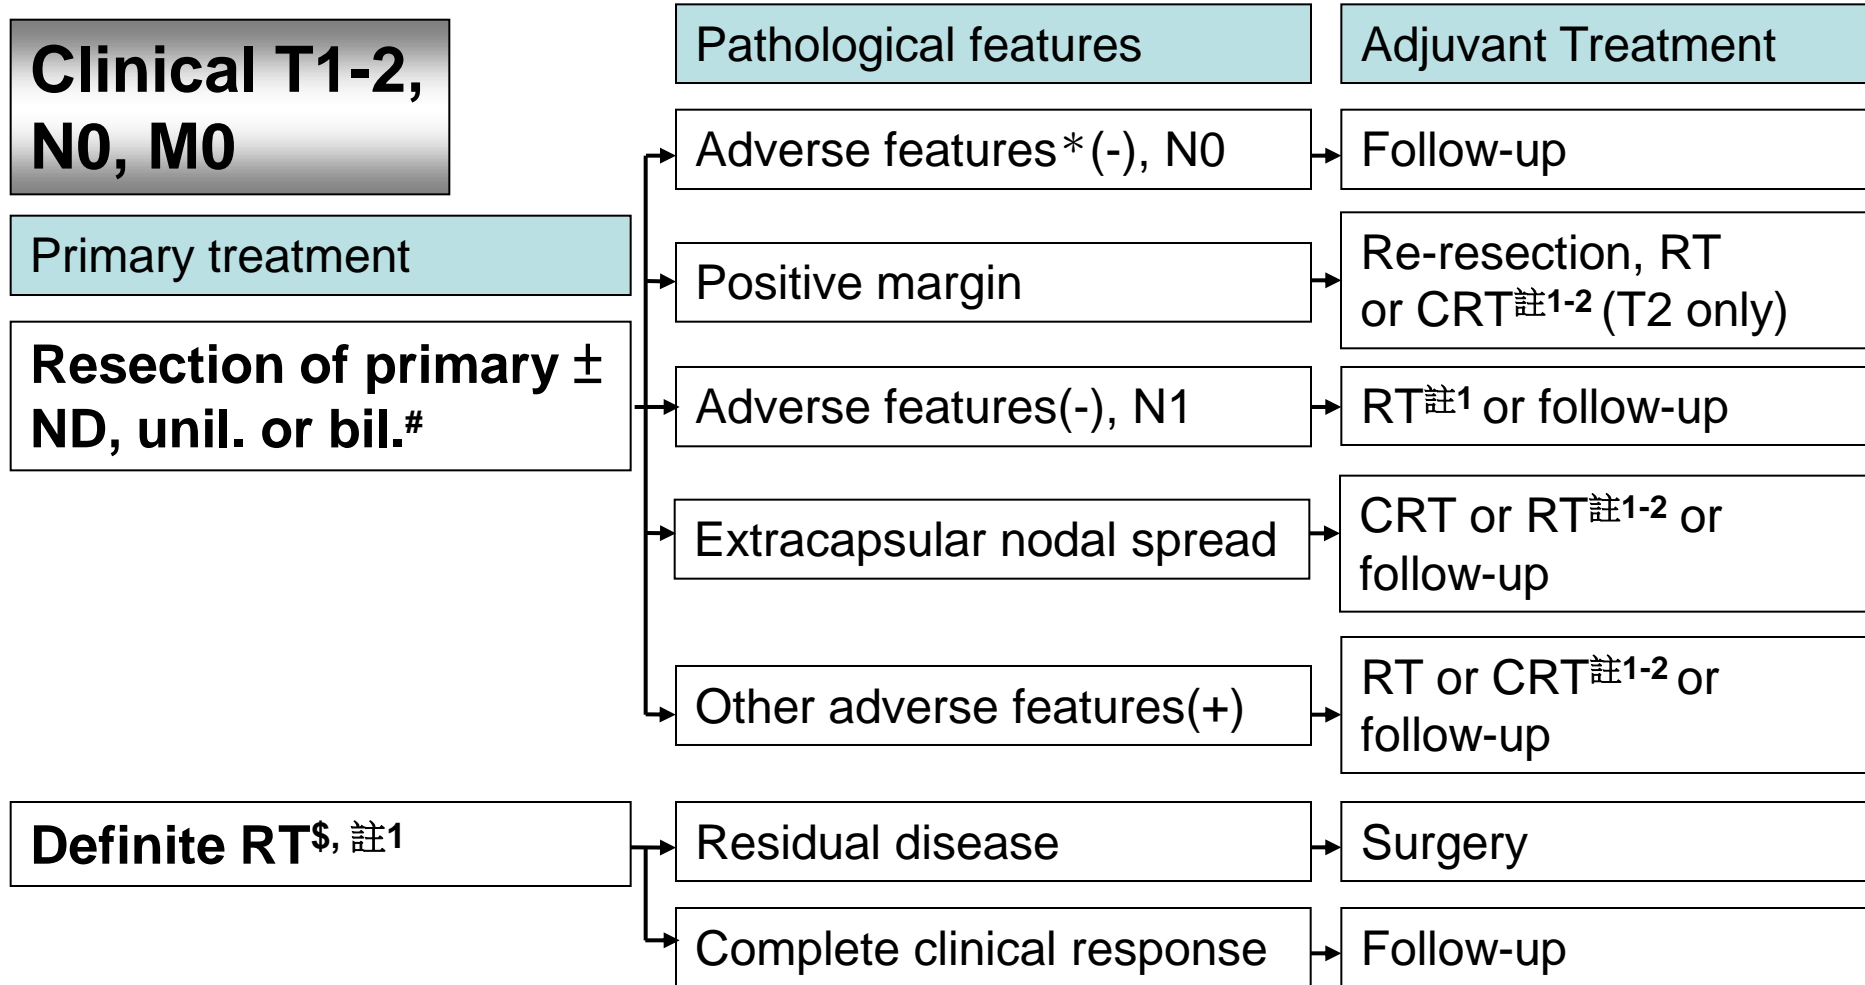 Clinical T1-2,
N0, M0
Pathological features
Adjuvant Treatment
Primary treatment
Resection of primary ±
ND, unil. or bil.#
Adverse features*(-), N0
Follow-up
Positive margin
Re-resection, RT
or CRT註1-2 (T2 only)
Adverse features(-), N1
RT註1 or follow-up
Extracapsular nodal spread
CRT or RT註1-2 or
follow-up
Other adverse features(+)
RT or CRT註1-2 or
follow-up
Definite RT$, 註1
Residual disease
Surgery
Complete clinical response
Follow-up